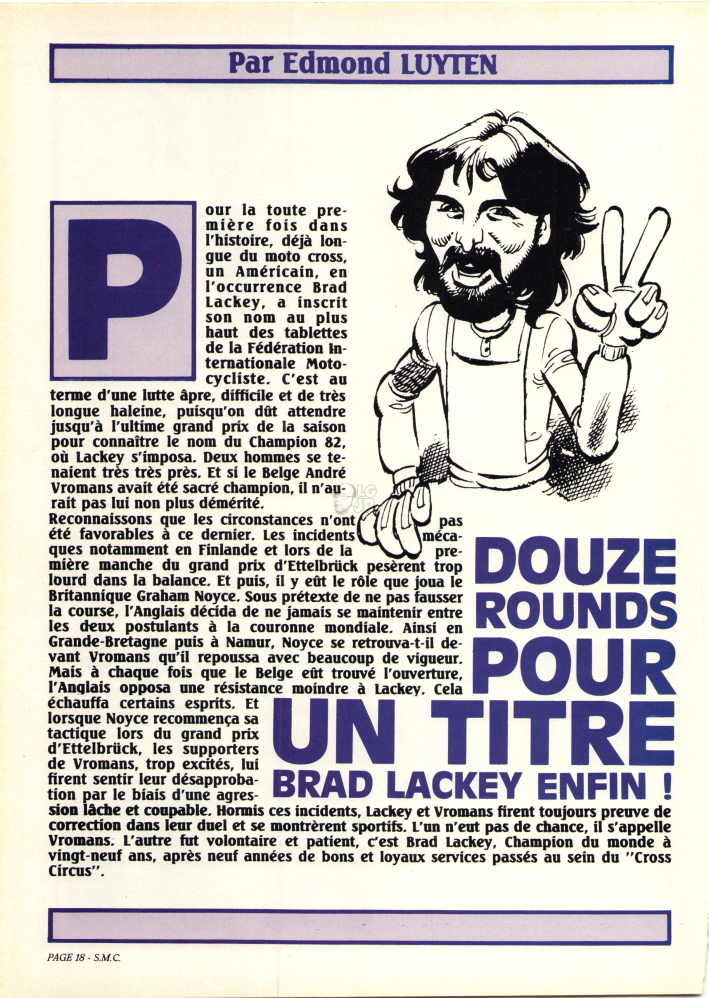 Par Edmond LUYTEN
Pour la toute pre-
mière fois dans
l'histoire, déjà lon-
gue du moto cross,
un Américain, en
l'occurrence Brad
Lackey, a inscrit
son nom au plus
haut des tablettes
de la Fédération In-
ternationale Moto-
cycliste. C'est au
terme d'une lutte âpre, difficile et de très
longue haleine, puisqu'on dût attendre
jusqu'à l'ultime grand prix de la saison
pour connaître le nom du Champion 82,
où Lackey s'imposa. Deux hommes se te-
naient très très près. Et si le Belge André
Vromans avait été sacré champion, il n'au-
rait pas lui non plus démérité.
Reconnaissons que les circonstances n'ont pas
été favorables à ce dernier. Les incidents méca-
ques notamment en Finlande et lors de la pre-
mière manche du grand prix d'Ettelbrück pesèrent trop
lourd dans la balance. Et puis, il y eût le rôle que joua le
Britannique Graham Noyce. Sous prétexte de ne pas fausser
la course, l'Anglais décida de ne jamais se maintenir entre
les deux postulants à la couronne mondiale. Ainsi en
Grande-Bretagne puis à Namur, Noyce se retrouva-t-il de-
vant Vromans qu'il repoussa avec beaucoup de vigueur.
Mais à chaque fois que le Belge eût trouvé l'ouverture,
l'Anglais opposa une résistance moindre à Lackey. Cela
échauffa certains esprits. Et
lorsque Noyce recommença sa
tactique lors du grand prix
d'Ettelbrück, les supporters
de Vromans, trop excités, lui
firent sentir leur désapproba-
tion par le biais d'une agres-
sion lâche et coupable. Hormis ces incidents, Lackey et Vromans firent toujours preuve de
correction dans leur duel et se montrèrent sportifs. L'un n'eut pas de chance, il s'appelle
Vromans. L'autre fut volontaire et patient, c'est Brad Lackey, Champion du monde à
vingt-neuf ans, après neuf années de bons et loyaux services passés au sein du "Cross
Circus".
DOUZE
ROUNDS
POUR
UN TITRE
BRAD LACKEY ENFIN !
PAGE 18 - S.M.C.